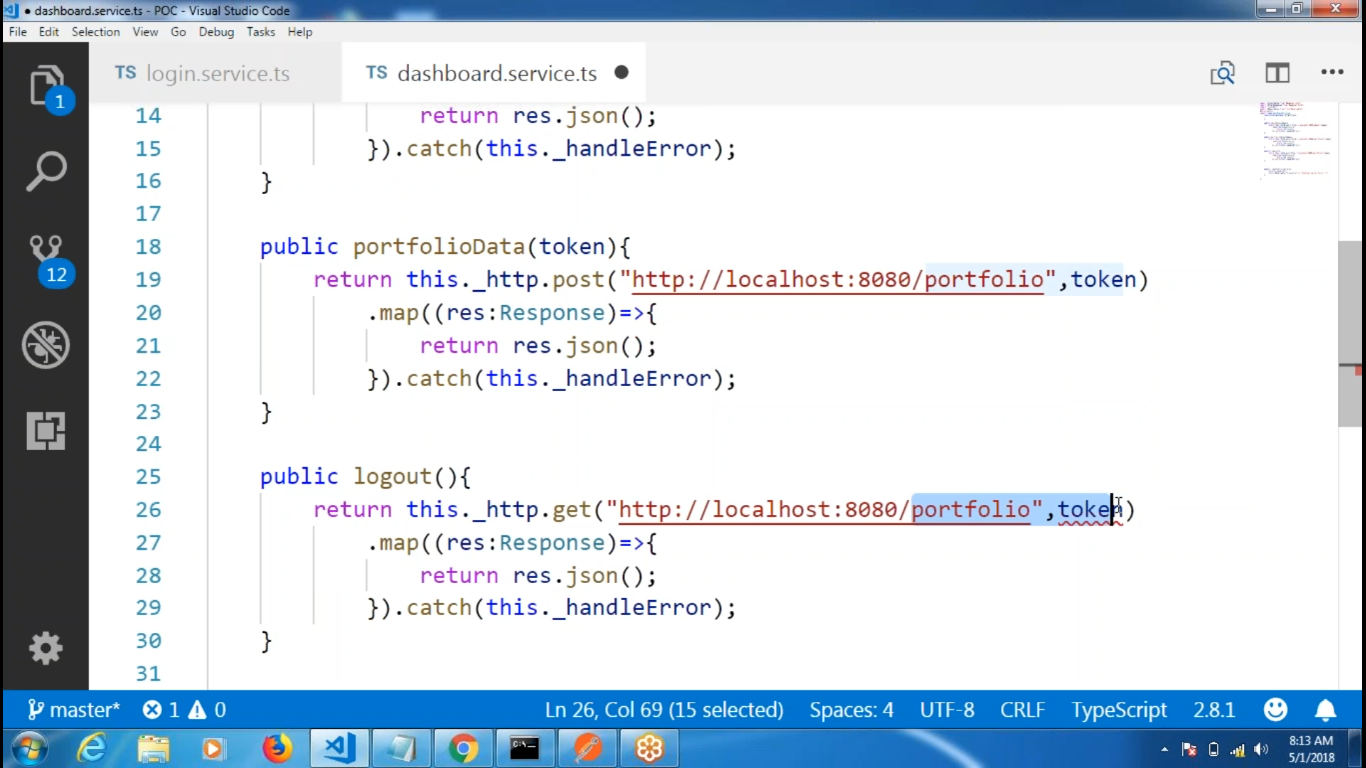 dashboard.service.ts - POC - Visual Studio Code
File Edit Selection View Go Debug Tasks Help
TS login.service.ts TS dashboard.service.ts
1
12
14 return res.json();
15 }).catch(this._handleError);
16 }
17
18 public portfolioData(token){
19 return this._http.post("http://localhost:8080/portfolio",token)
20 .map((res:Response)=>{
21 return res.json();
22 }).catch(this._handleError);
23 }
24
25 public logout(){
26 return this._http.get("http://localhost:8080/portfolio",token)
27 .map((res:Response)=>{
28 return res.json();
29 }).catch(this._handleError);
30 }
31
master* 1 0 Ln 26, Col 69 (15 selected) Spaces: 4 UTF-8 CRLF TypeScript 2.8.1
8:13 AM
5/1/2018